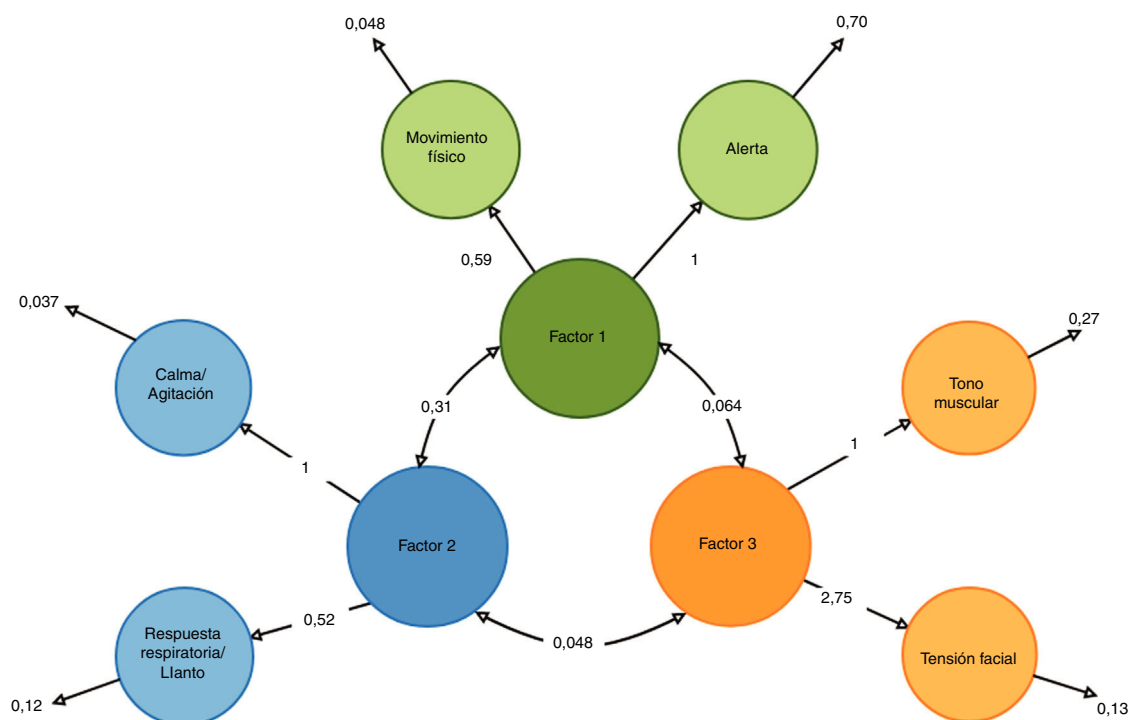 0,048
0,70
Movimiento
físico
Alerta
0,59
1
0,037
Factor 1
0,27
Calma/
Agitación
Tono
muscular
0,31
0,064
1
1
Factor 2
Factor 3
2,75
0,52
Respuesta
respiratoria/
Llanto
0,048
Tensión facial
0,12
0,13